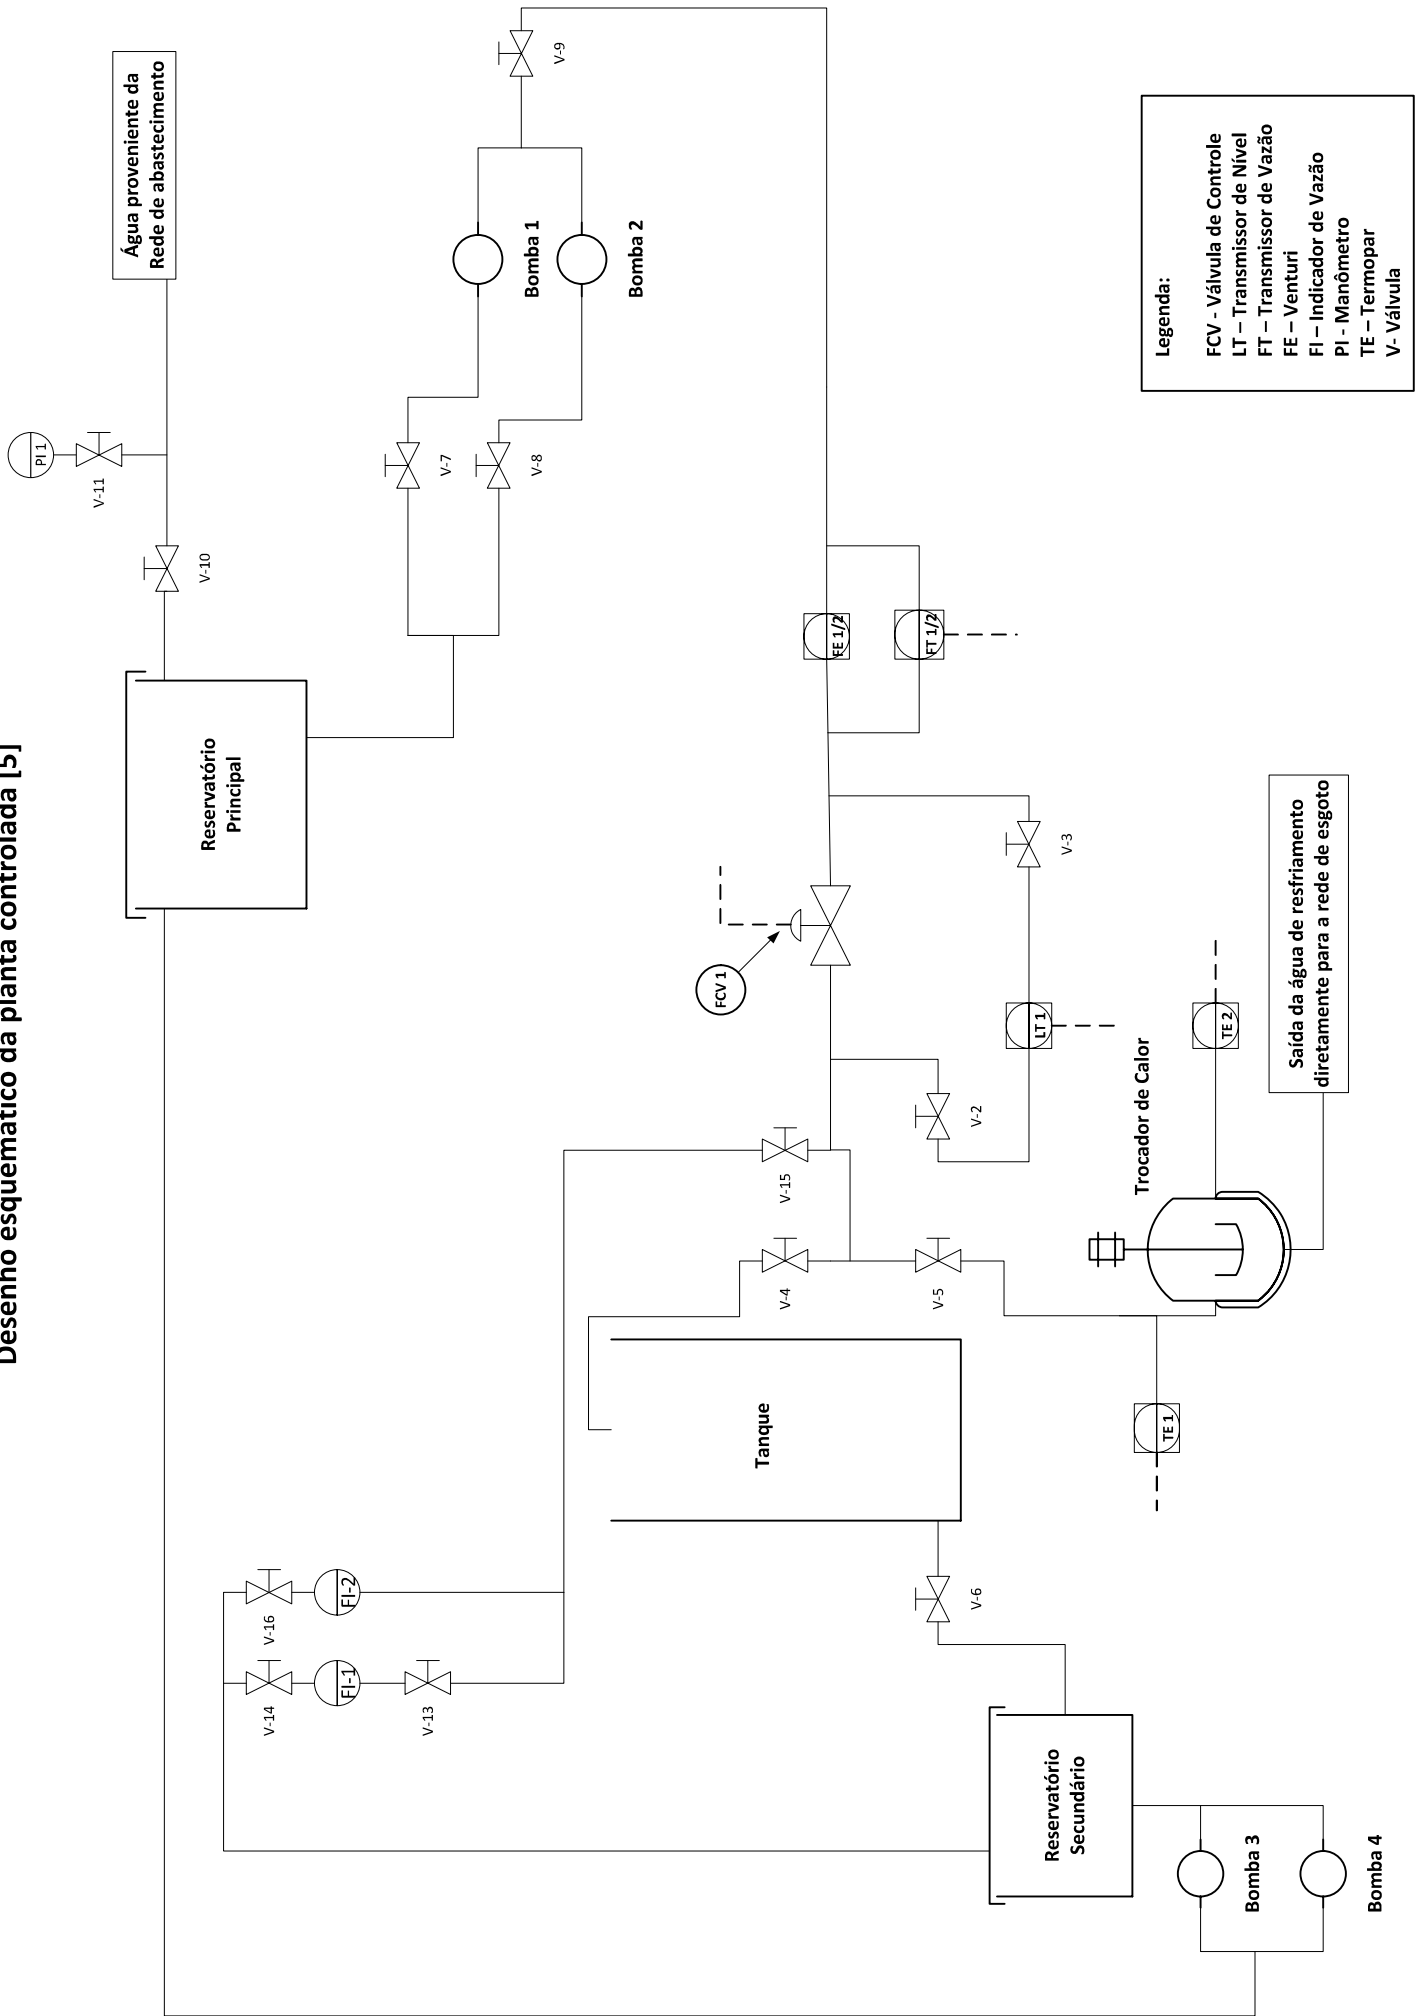 Desenho esquemático da planta controlada [5]
Água proveniente da
Rede de abastecimento
PI 1
V-11
V-10
Reservatório
Principal
V-9
Bomba 1
Bomba 2
V-7
V-8
FE 1/2
FT 1/2
FCV 1
V-3
LT 1
V-2
V-15
V-4
V-5
Trocador de Calor
TE 2
TE 1
Saída da água de resfriamento
diretamente para a rede de esgoto
Tanque
V-6
V-16
FI-2
V-14
FI-1
V-13
Reservatório
Secundário
Bomba 3
Bomba 4
Legenda:
FCV - Válvula de Controle
LT – Transmissor de Nível
FT – Transmissor de Vazão
FE – Venturi
FI – Indicador de Vazão
PI - Manômetro
TE – Termopar
V- Válvula